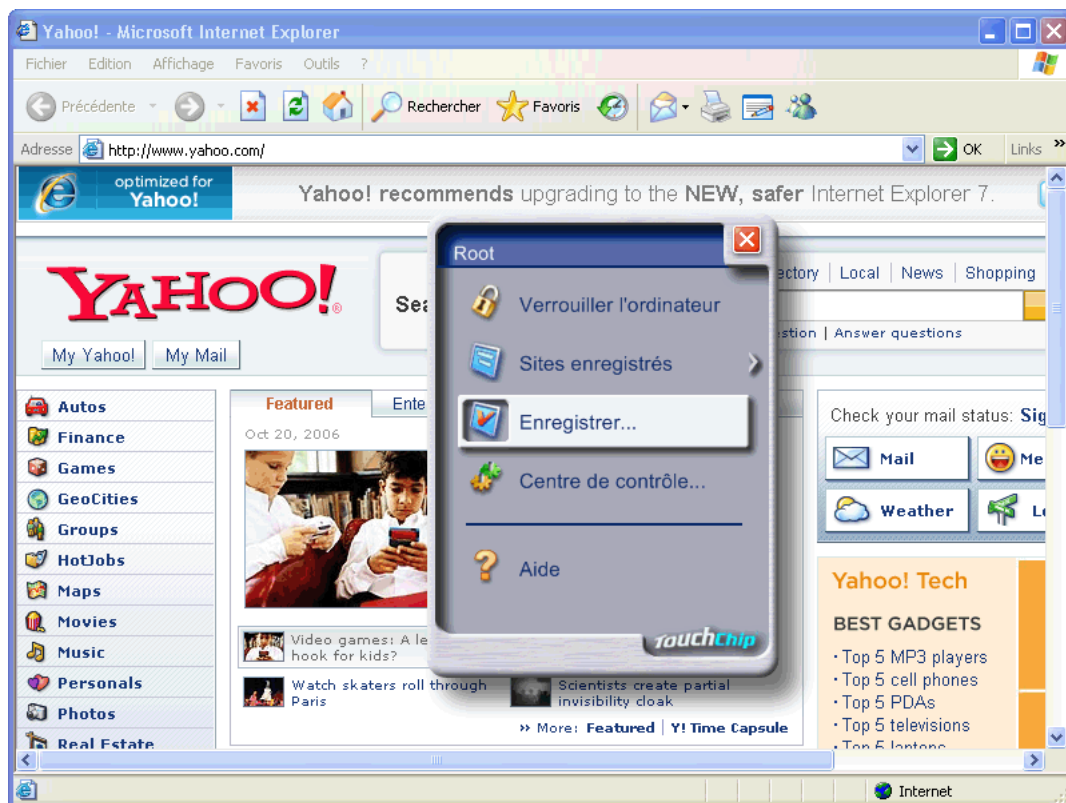 Yahoo! - Microsoft Internet Explorer
Fichier Edition Affichage Favoris Outils ?
Précédente Rechercher Favoris
Adresse http://www.yahoo.com/ OK Links »
optimized for
Yahoo!
Yahoo! recommends upgrading to the NEW, safer Internet Explorer 7.
YAHOO!
My Yahoo! My Mail
Sea
ectory | Local | News | Shopping
stion | Answer questions
Root
Verrouiller l'ordinateur
Sites enregistrés
Enregistrer...
Centre de contrôle...
Aide
TouchChip
Autos
Finance
Games
GeoCities
Groups
HotJobs
Maps
Movies
Music
Personals
Photos
Real Estate
Featured Ente
Oct 20, 2006
Video games: A le
hook for kids?
Watch skaters roll through
Paris
Scientists create partial
invisibility cloak
» More: Featured | Y! Time Capsule
Check your mail status: Sig
Mail Me
Weather Lo
Yahoo! Tech
BEST GADGETS
· Top 5 MP3 players
· Top 5 cell phones
· Top 5 PDAs
· Top 5 televisions
· Top 5 laptops
Internet